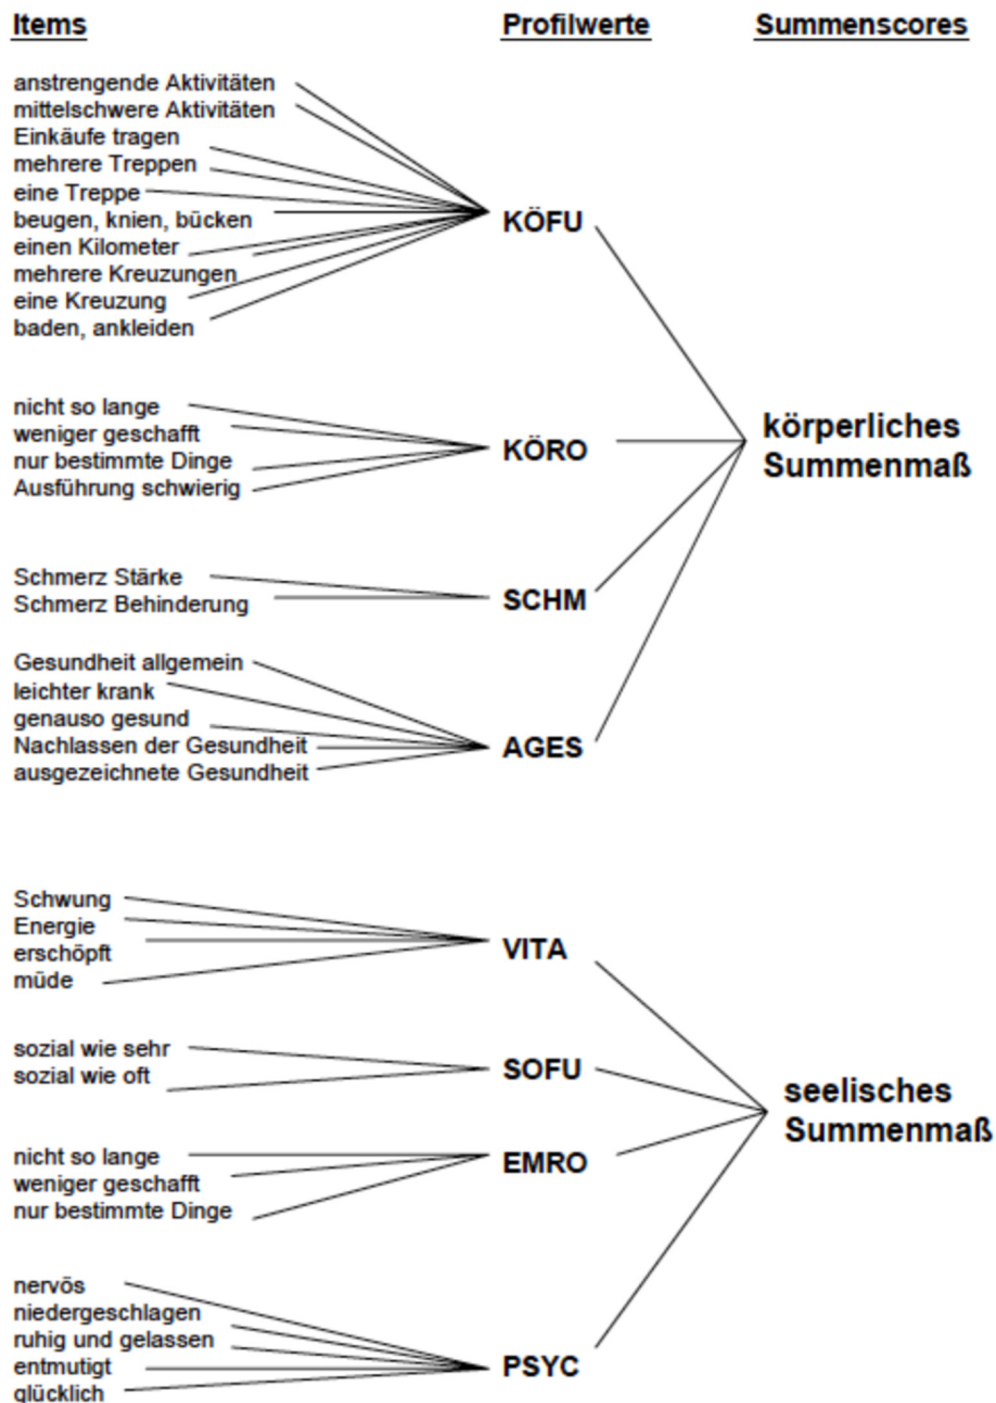 Items Profilwerte Summenscores
anstrengende Aktivitäten
mittelschwere Aktivitäten
Einkäufe tragen
mehrere Treppen
eine Treppe
beugen, knien, bücken
einen Kilometer
mehrere Kreuzungen
eine Kreuzung
baden, ankleiden
KÖFU
nicht so lange
weniger geschafft
nur bestimmte Dinge
Ausführung schwierig
KÖRO
körperliches
Summenmaß
Schmerz Stärke
Schmerz Behinderung
SCHM
Gesundheit allgemein
leichter krank
genauso gesund
Nachlassen der Gesundheit
ausgezeichnete Gesundheit
AGES
Schwung
Energie
erschöpft
müde
VITA
sozial wie sehr
sozial wie oft
SOFU
seelisches
Summenmaß
nicht so lange
weniger geschafft
nur bestimmte Dinge
EMRO
nervös
niedergeschlagen
ruhig und gelassen
entmutigt
glücklich
PSYC